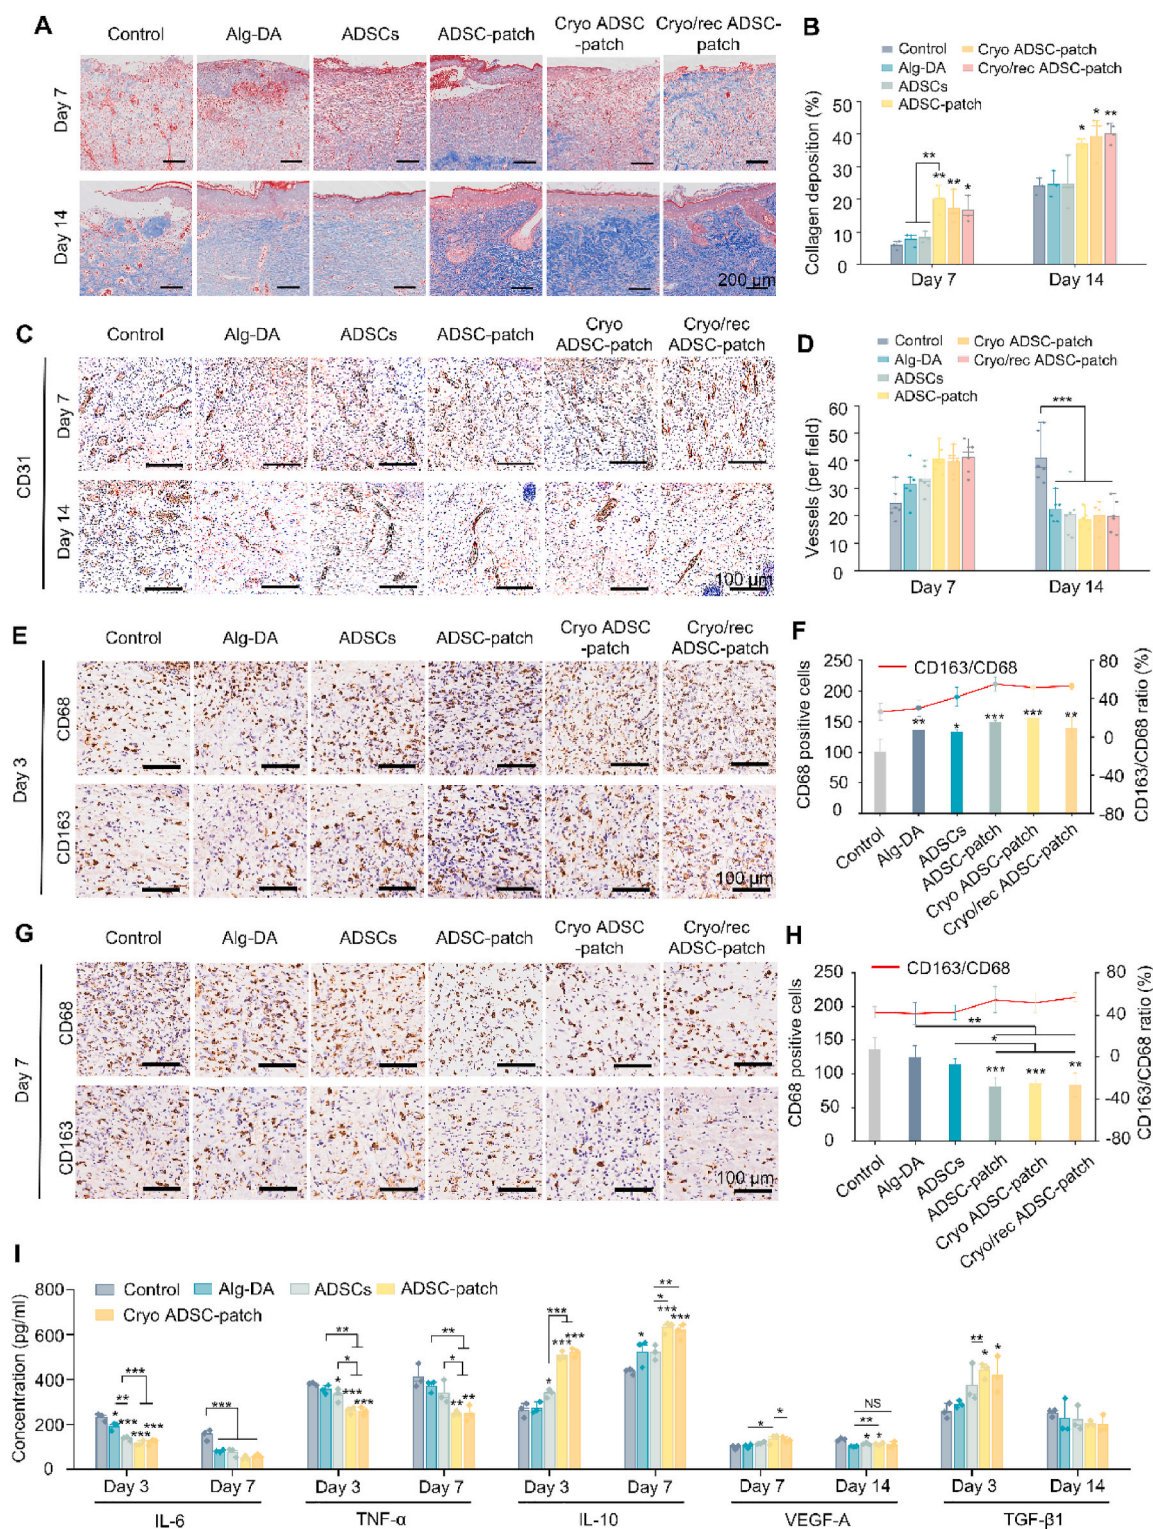 A
Control
Alg-DA
ADSCs
ADSC-patch
Cryo ADSC
-patch
Cryo/rec ADSC-
patch
Day 7
Day 14
200 μm
B
Control
Alg-DA
ADSCs
ADSC-patch
Cryo ADSC-patch
Cryo/rec ADSC-patch
Collagen deposition (%)
50
40
30
20
10
0
** ** ** *
* * **
Day 7
Day 14
C
Control
Alg-DA
ADSCs
ADSC-patch
Cryo
ADSC-patch
Cryo/rec
ADSC-patch
CD31
Day 7
Day 14
100 μm
D
Control
Alg-DA
ADSCs
ADSC-patch
Cryo ADSC-patch
Cryo/rec ADSC-patch
Vessels (per field)
60
50
40
30
20
10
0
***
Day 7
Day 14
E
Control
Alg-DA
ADSCs
ADSC-patch
Cryo ADSC
-patch
Cryo/rec
ADSC-patch
Day 3
CD68
CD163
100 μm
F
CD163/CD68
CD68 positive cells
250
200
150
100
50
0
** * *** *** **
80
40
0
-40
-80
CD163/CD68 ratio (%)
Control
Alg-DA
ADSCs
ADSC-patch
Cryo ADSC-patch
Cryo/rec ADSC-patch
G
Control
Alg-DA
ADSCs
ADSC-patch
Cryo ADSC
-patch
Cryo/rec
ADSC-patch
Day 7
CD68
CD163
100 μm
H
CD163/CD68
CD68 positive cells
250
200
150
100
50
0
**
*
*** *** **
80
40
0
-40
-80
CD163/CD68 ratio (%)
Control
Alg-DA
ADSCs
ADSC-patch
Cryo ADSC-patch
Cryo/rec ADSC-patch
I
Control
Alg-DA
ADSCs
ADSC-patch
Cryo ADSC-patch
Concentration (pg/ml)
800
600
400
200
0
***
**
* *** *** ***
***
**
*
* *** ***
**
*
** **
***
* *** ***
**
*
* *** ***
*
*
NS
**
* *
**
* *
Day 3
Day 7
Day 3
Day 7
Day 3
Day 7
Day 7
Day 14
Day 3
Day 14
IL-6
TNF-α
IL-10
VEGF-A
TGF-β1